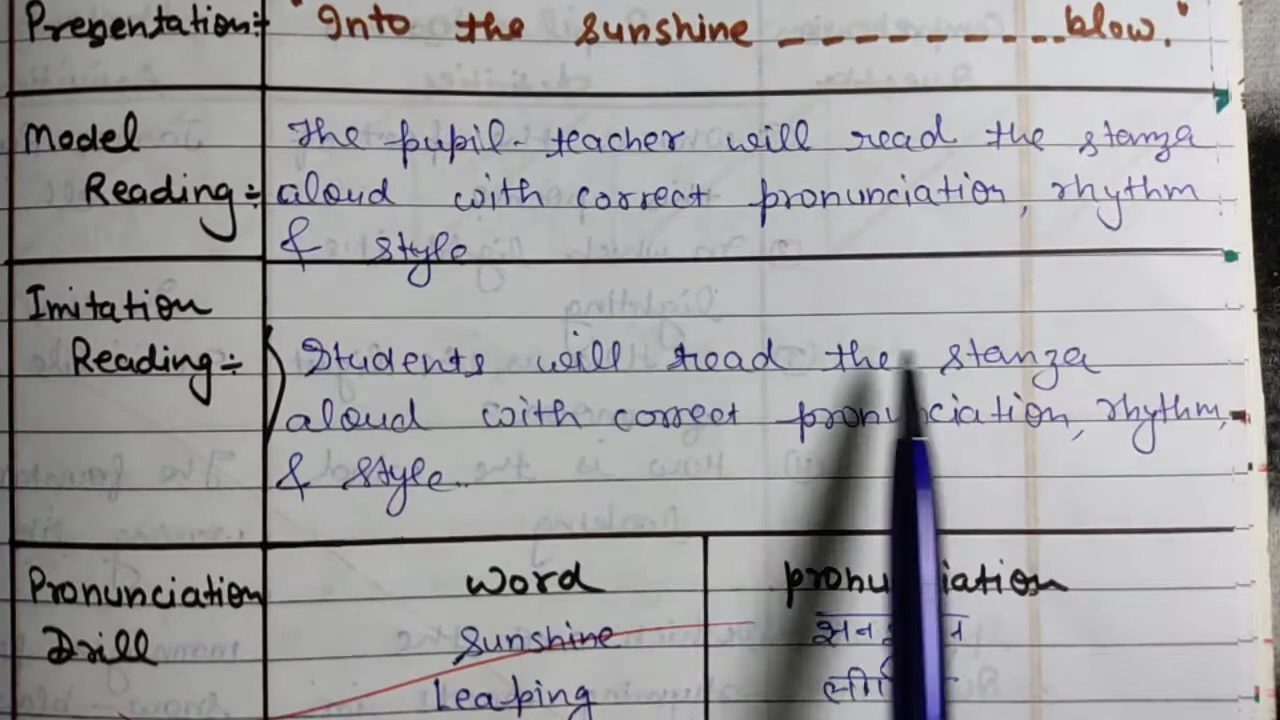 Presentation:- "Into the sunshine ----------blow."
Model The pupil-teacher will read the stanza
Reading:- aloud with correct pronunciation, rhythm
& style
Imitation
Reading:- Students will read the stanza
aloud with correct pronunciation, rhythm,
& style..
Pronunciation word pronunciation
Drill Sunshine
Leaping